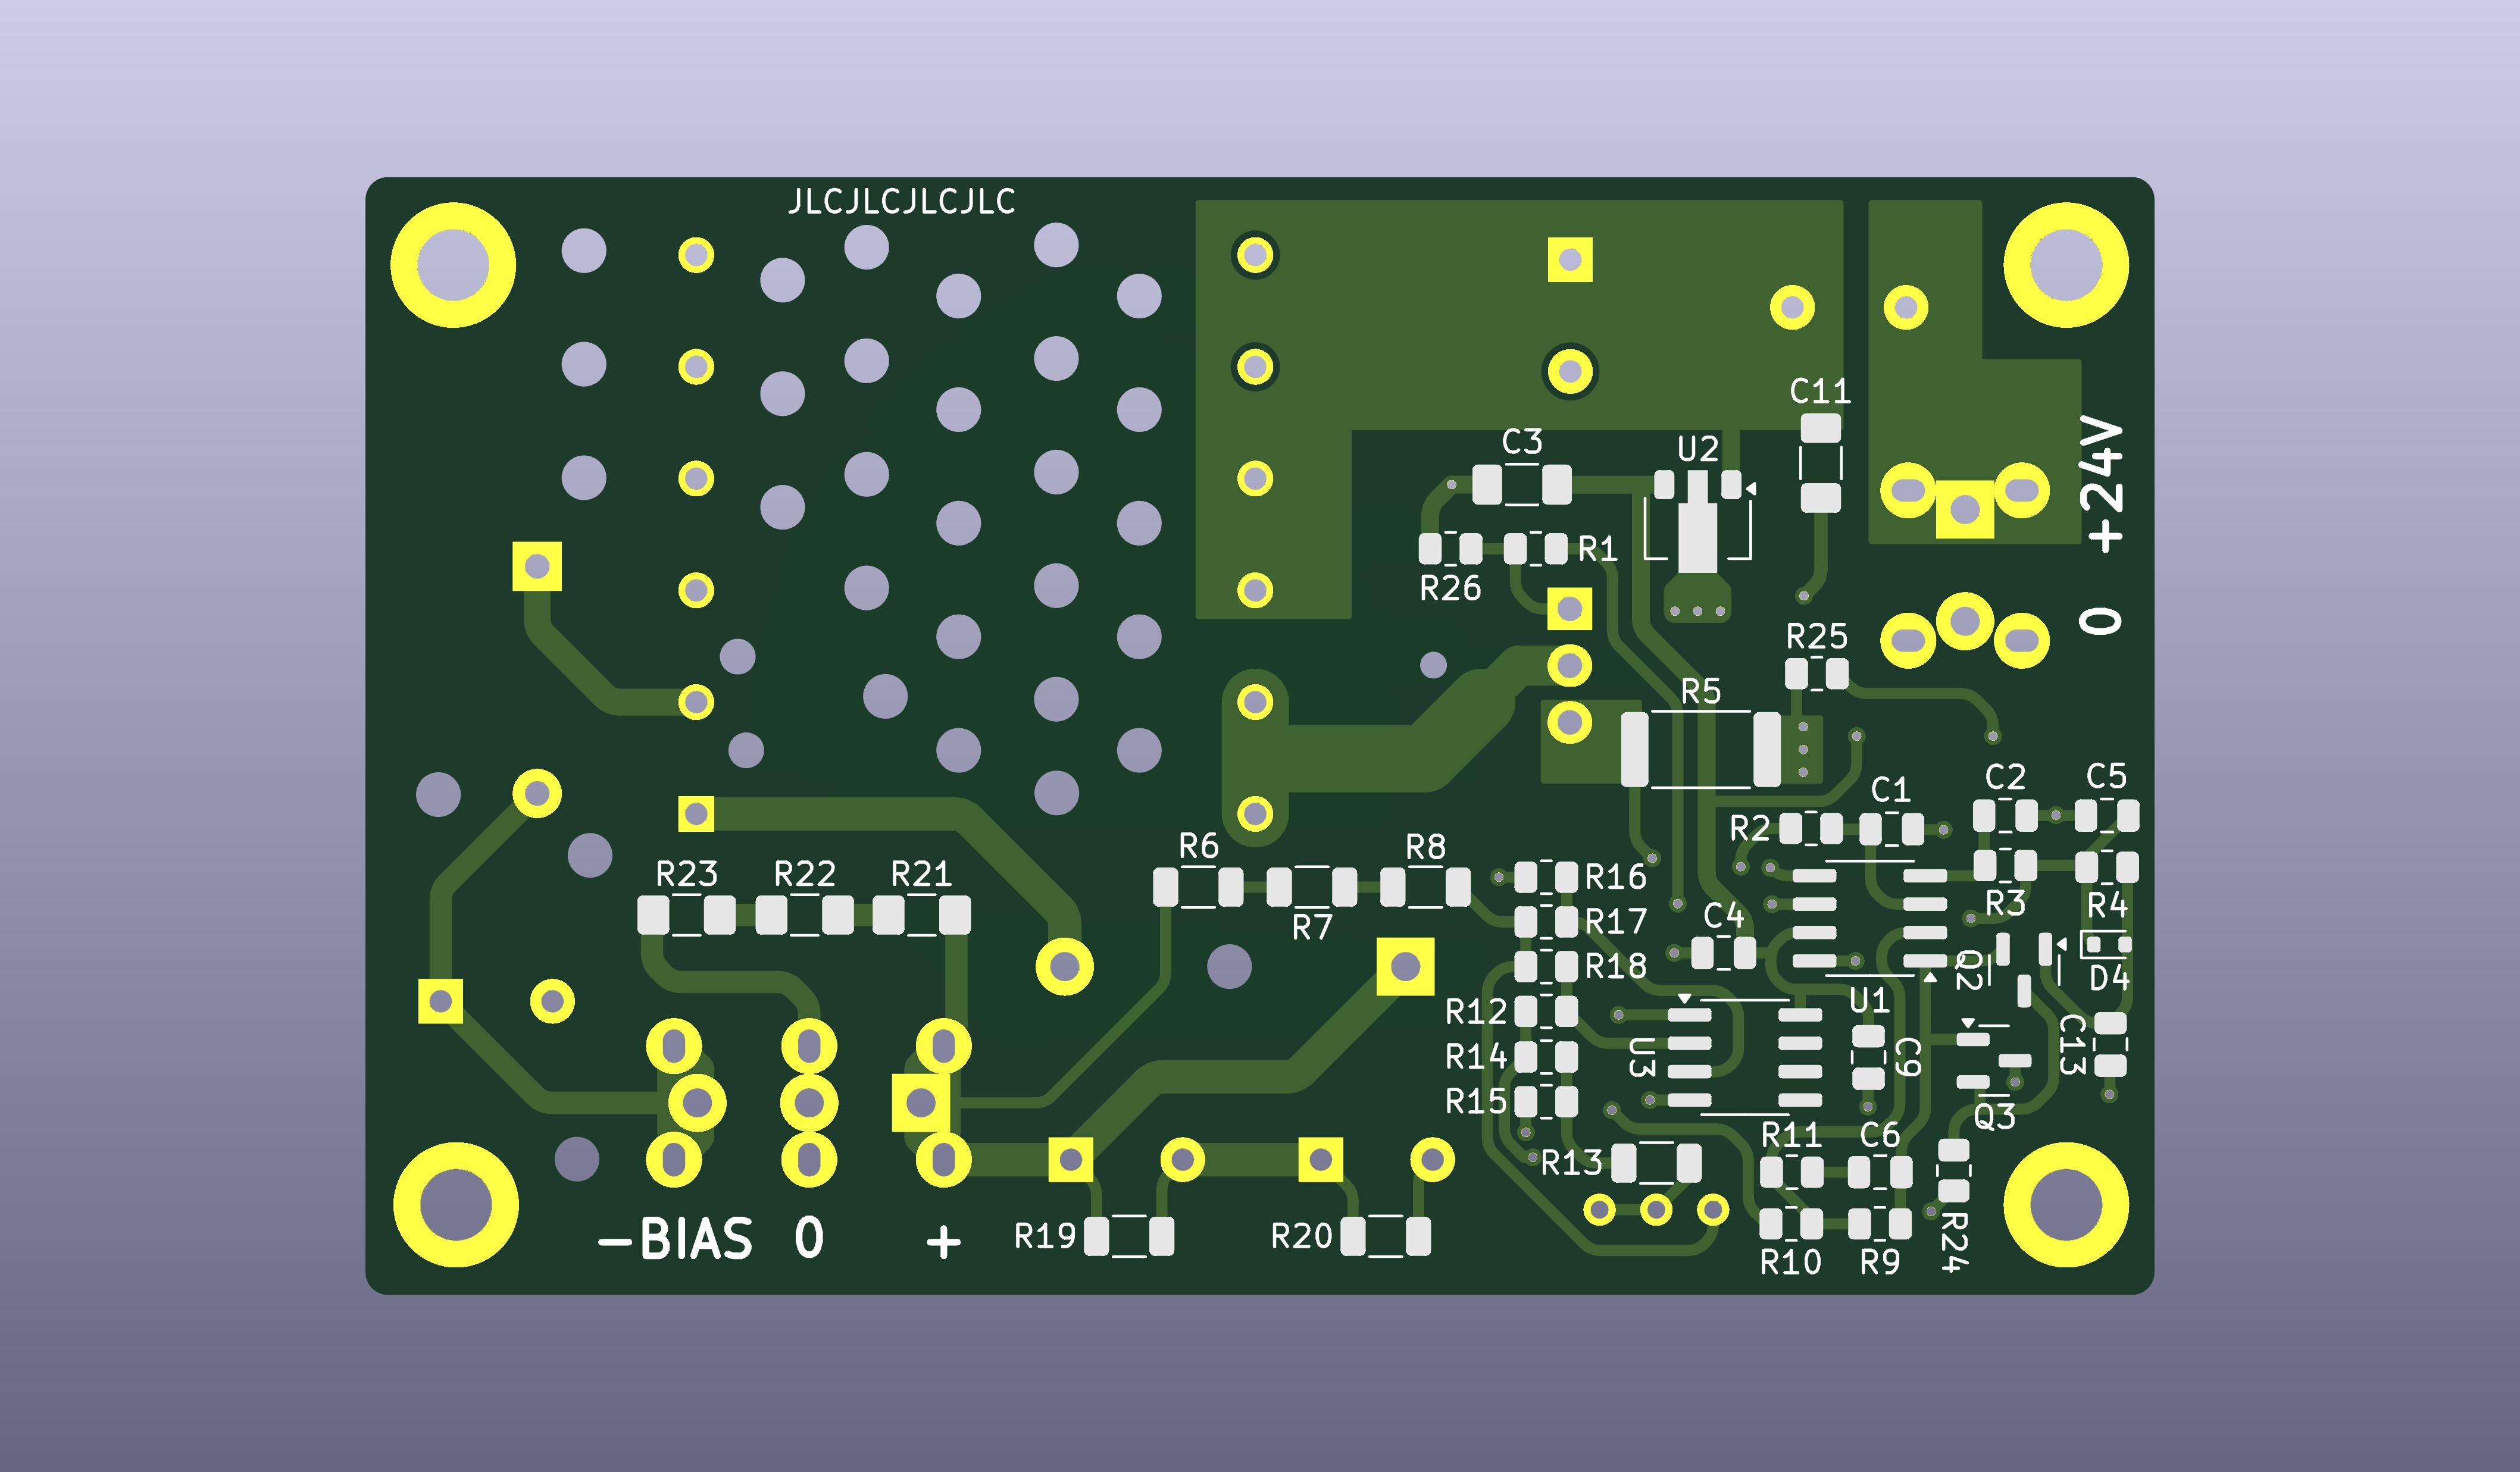 JLCJLCJLCJLC
C11
C3
U2
+24V
R1
R26
0
R25
R5
C2
C5
C1
R2
R6
R8
R23
R22
R21
R16
R3
R4
R7
R17
C4
R18
Q2
D4
U1
R12
C13
U3
C9
R14
R15
Q3
R11
C6
R13
-BIAS 0 +
R19
R20
R24
R10
R9